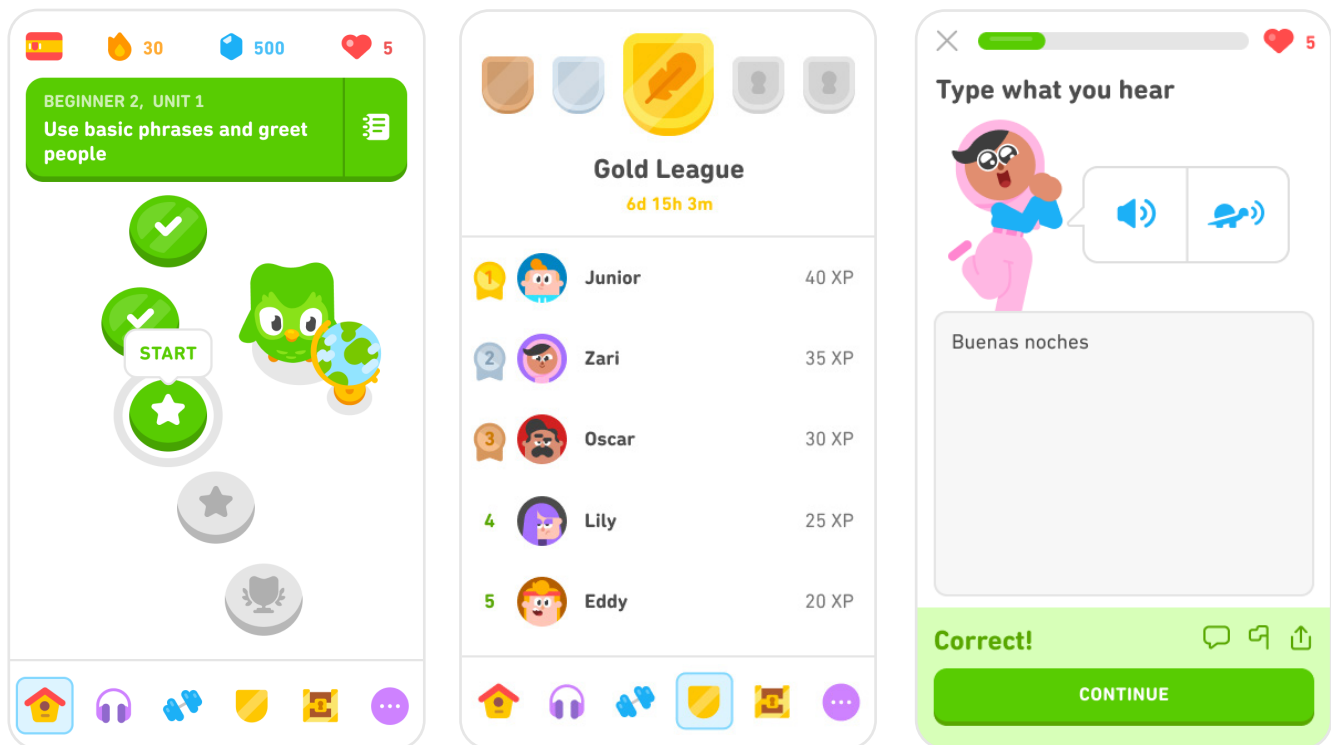 30 500 5
BEGINNER 2, UNIT 1
Use basic phrases and greet
people
START
Gold League
6d 15h 3m
1 Junior 40 XP
2 Zari 35 XP
3 Oscar 30 XP
4 Lily 25 XP
5 Eddy 20 XP
5
Type what you hear
Buenas noches
Correct!
CONTINUE